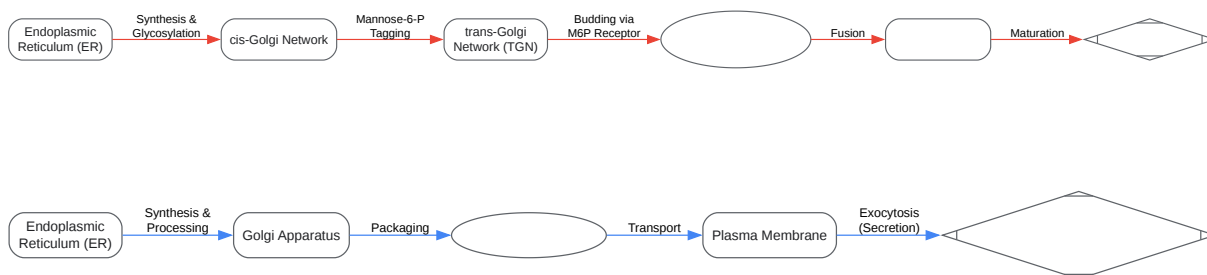 Endoplasmic
Reticulum (ER)
Synthesis &
Glycosylation
cis-Golgi Network
Mannose-6-P
Tagging
trans-Golgi
Network (TGN)
Budding via
M6P Receptor
Fusion
Maturation
Endoplasmic
Reticulum (ER)
Synthesis &
Processing
Golgi Apparatus
Packaging
Transport
Plasma Membrane
Exocytosis
(Secretion)